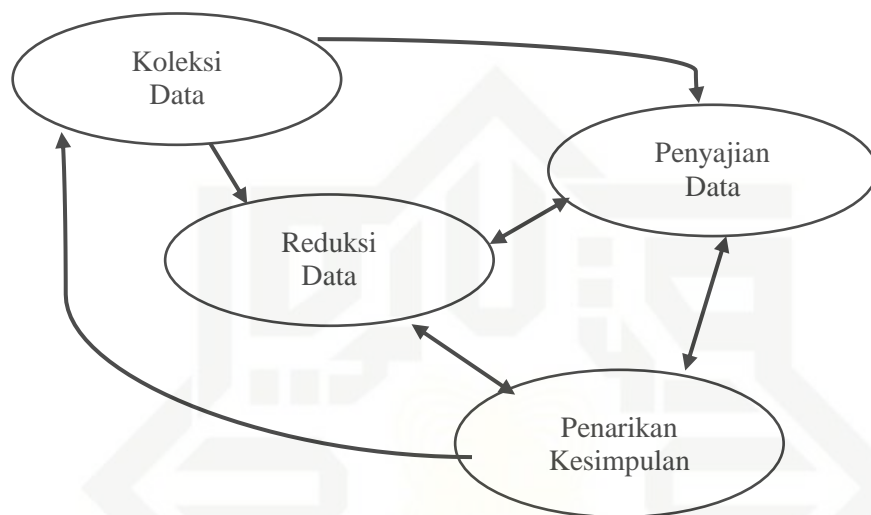 Koleksi
Data
Penyajian
Data
Reduksi
Data
Penarikan
Kesimpulan